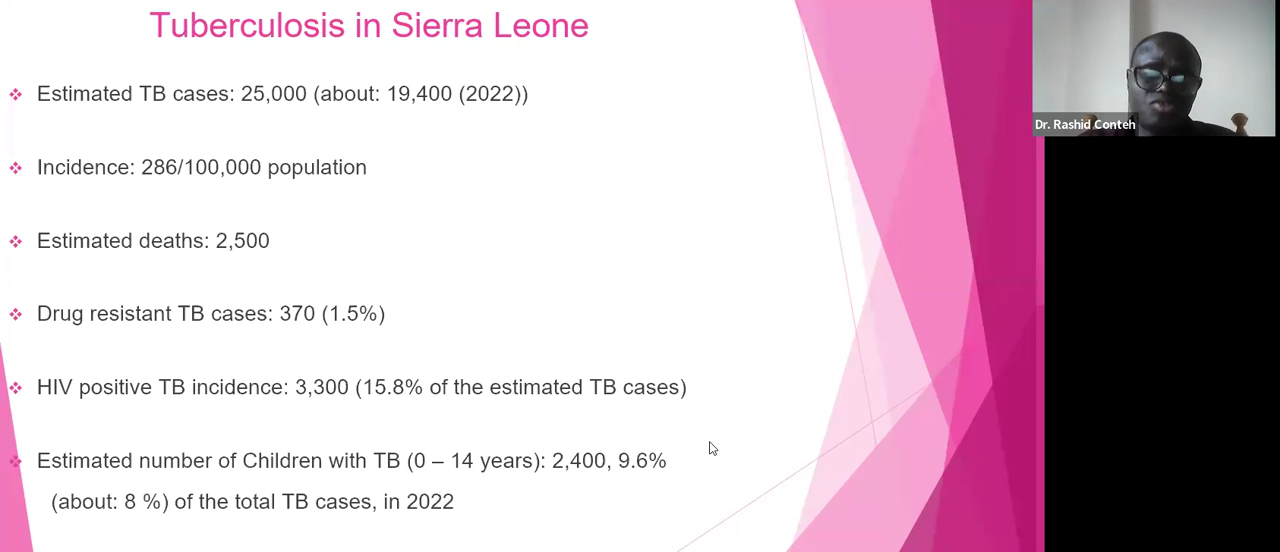 Tuberculosis in Sierra Leone
Estimated TB cases: 25,000 (about: 19,400 (2022))
Incidence: 286/100,000 population
Estimated deaths: 2,500
Drug resistant TB cases: 370 (1.5%)
HIV positive TB incidence: 3,300 (15.8% of the estimated TB cases)
Estimated number of Children with TB (0 – 14 years): 2,400, 9.6%
(about: 8 %) of the total TB cases, in 2022
Dr. Rashid Conteh